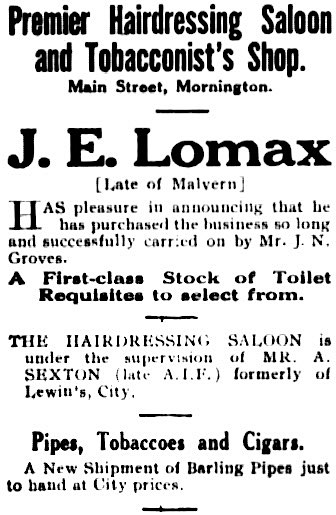 Premier Hairdressing Saloon
and Tobacconist's Shop.
Main Street, Mornington.
J. E. Lomax
[Late of Malvern]
HAS pleasure in announcing that he
has purchased the business so long
and successfully carried on by Mr. J. N.
Groves.
A First-class Stock of Toilet
Requisites to select from.
THE HAIRDRESSING SALOON is
under the supervision of MR. A.
SEXTON (late A.I.F.) formerly of
Lewin's, City.
Pipes, Tobaccoes and Cigars.
A New Shipment of Barling Pipes just
to hand at City prices.